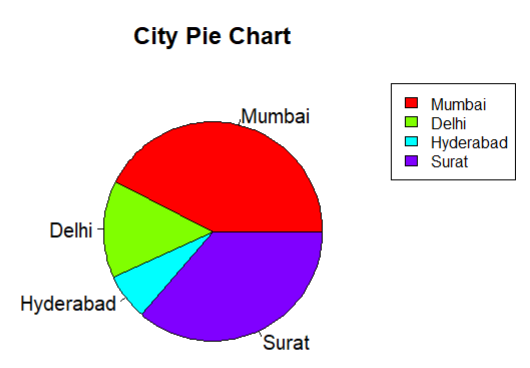 City Pie Chart
Mumbai
Delhi
Hyderabad
Surat
Mumbai
Delhi
Hyderabad
Surat